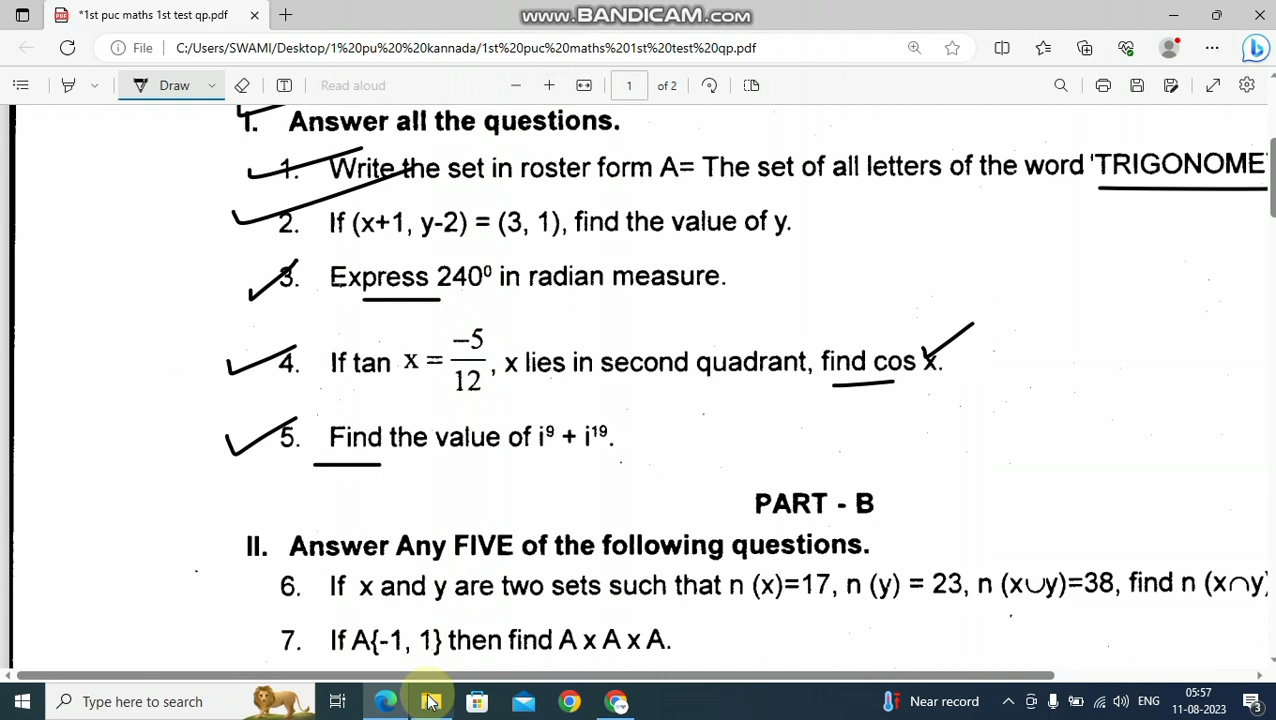 *1st puc maths 1st test qp.pdf
www.BANDICAM.com
File C:/Users/SWAMI/Desktop/1%20pu%20%20kannada/1st%20puc%20maths%201st%20test%20qp.pdf
Draw Read aloud 1 of 2
I. Answer all the questions.
1. Write the set in roster form A= The set of all letters of the word 'TRIGONOME
2. If (x+1, y-2) = (3, 1), find the value of y.
3. Express 240⁰ in radian measure.
4. If tan x = −5/12, x lies in second quadrant, find cos x.
5. Find the value of i⁹ + i¹⁹.
PART - B
II. Answer Any FIVE of the following questions.
6. If x and y are two sets such that n (x)=17, n (y) = 23, n (x∪y)=38, find n (x∩y)
7. If A{-1, 1} then find A x A x A.
Type here to search
Near record
ENG
05:57
11-08-2023
3